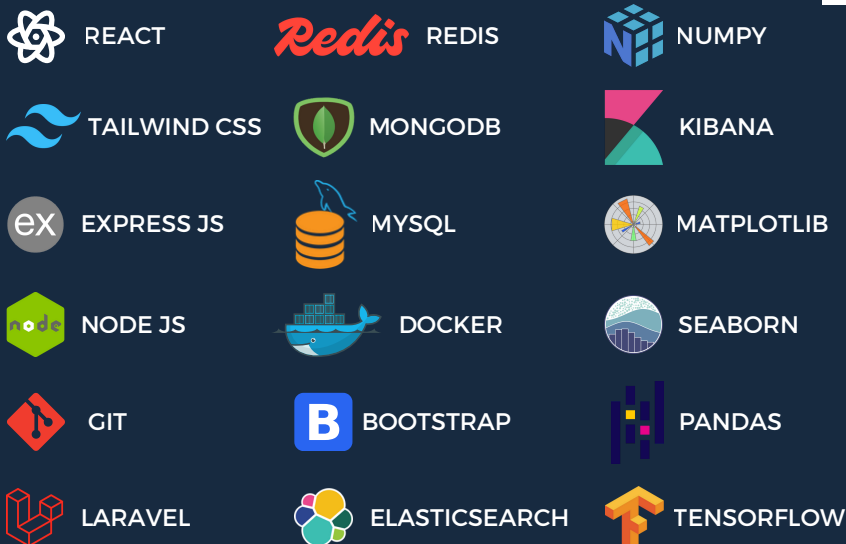 REACT
Redis REDIS
NUMPY
TAILWIND CSS
MONGODB
N
KIBANA
ex EXPRESS JS
MYSQL
MATPLOTLIB
node NODE JS
DOCKER
SEABORN
GIT
B BOOTSTRAP
PANDAS
LARAVEL
ELASTICSEARCH
TENSORFLOW